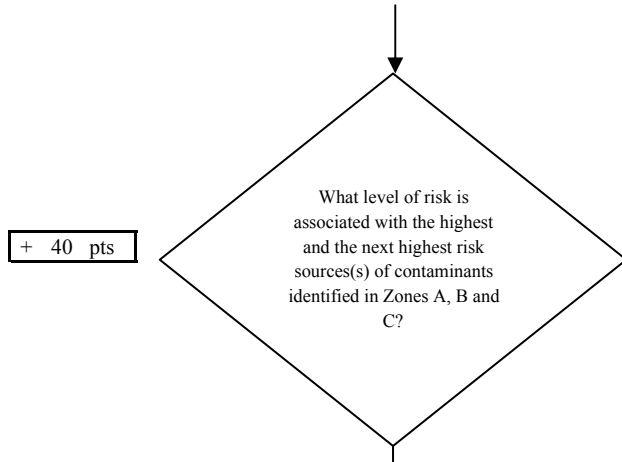 What level of risk is
associated with the highest
and the next highest risk
sources(s) of contaminants
identified in Zones A, B and
C?
+ 40 pts